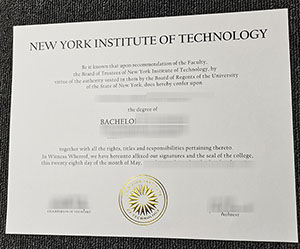 NEW YORK INSTITUTE OF TECHNOLOGY
Be it known that upon recommendation of the Faculty,
the Board of Trustees of New York Institute of Technology, by
virtue of the authority vested in them by the Board of Regents of the University
of the State of New York, does hereby confer upon
the degree of
BACHELO
together with all the rights, titles and responsibilities pertaining thereto.
In Witness Whereof, we have hereunto affixed our signatures and the seal of the college,
this twenty eighth day of the month of May,